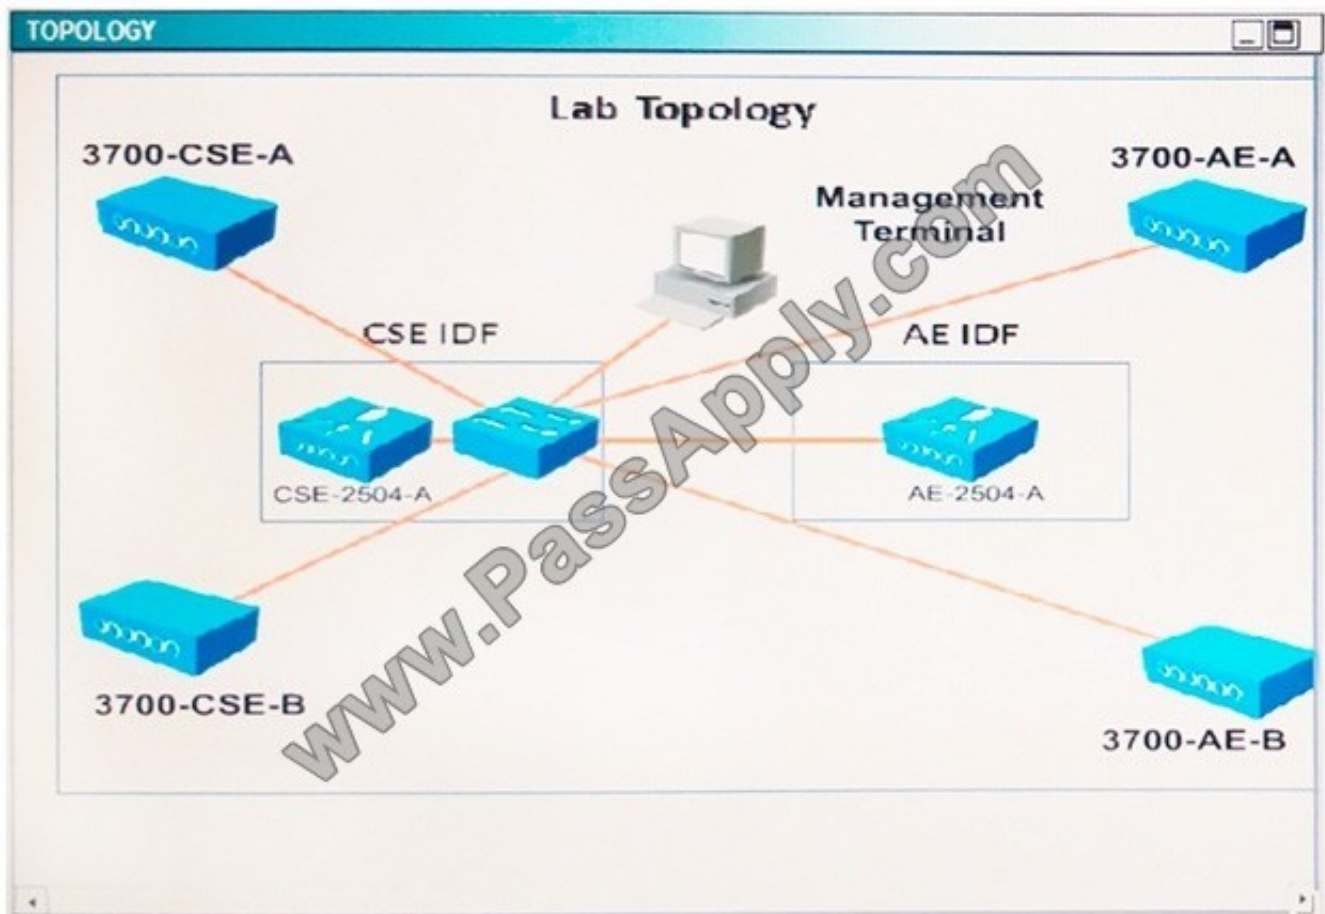 TOPOLOGY
Lab Topology
3700-CSE-A
3700-AE-A
Management
Terminal
CSE IDF
AE IDF
CSE-2504-A
AE-2504-A
3700-CSE-B
3700-AE-B
www.PassApply.com